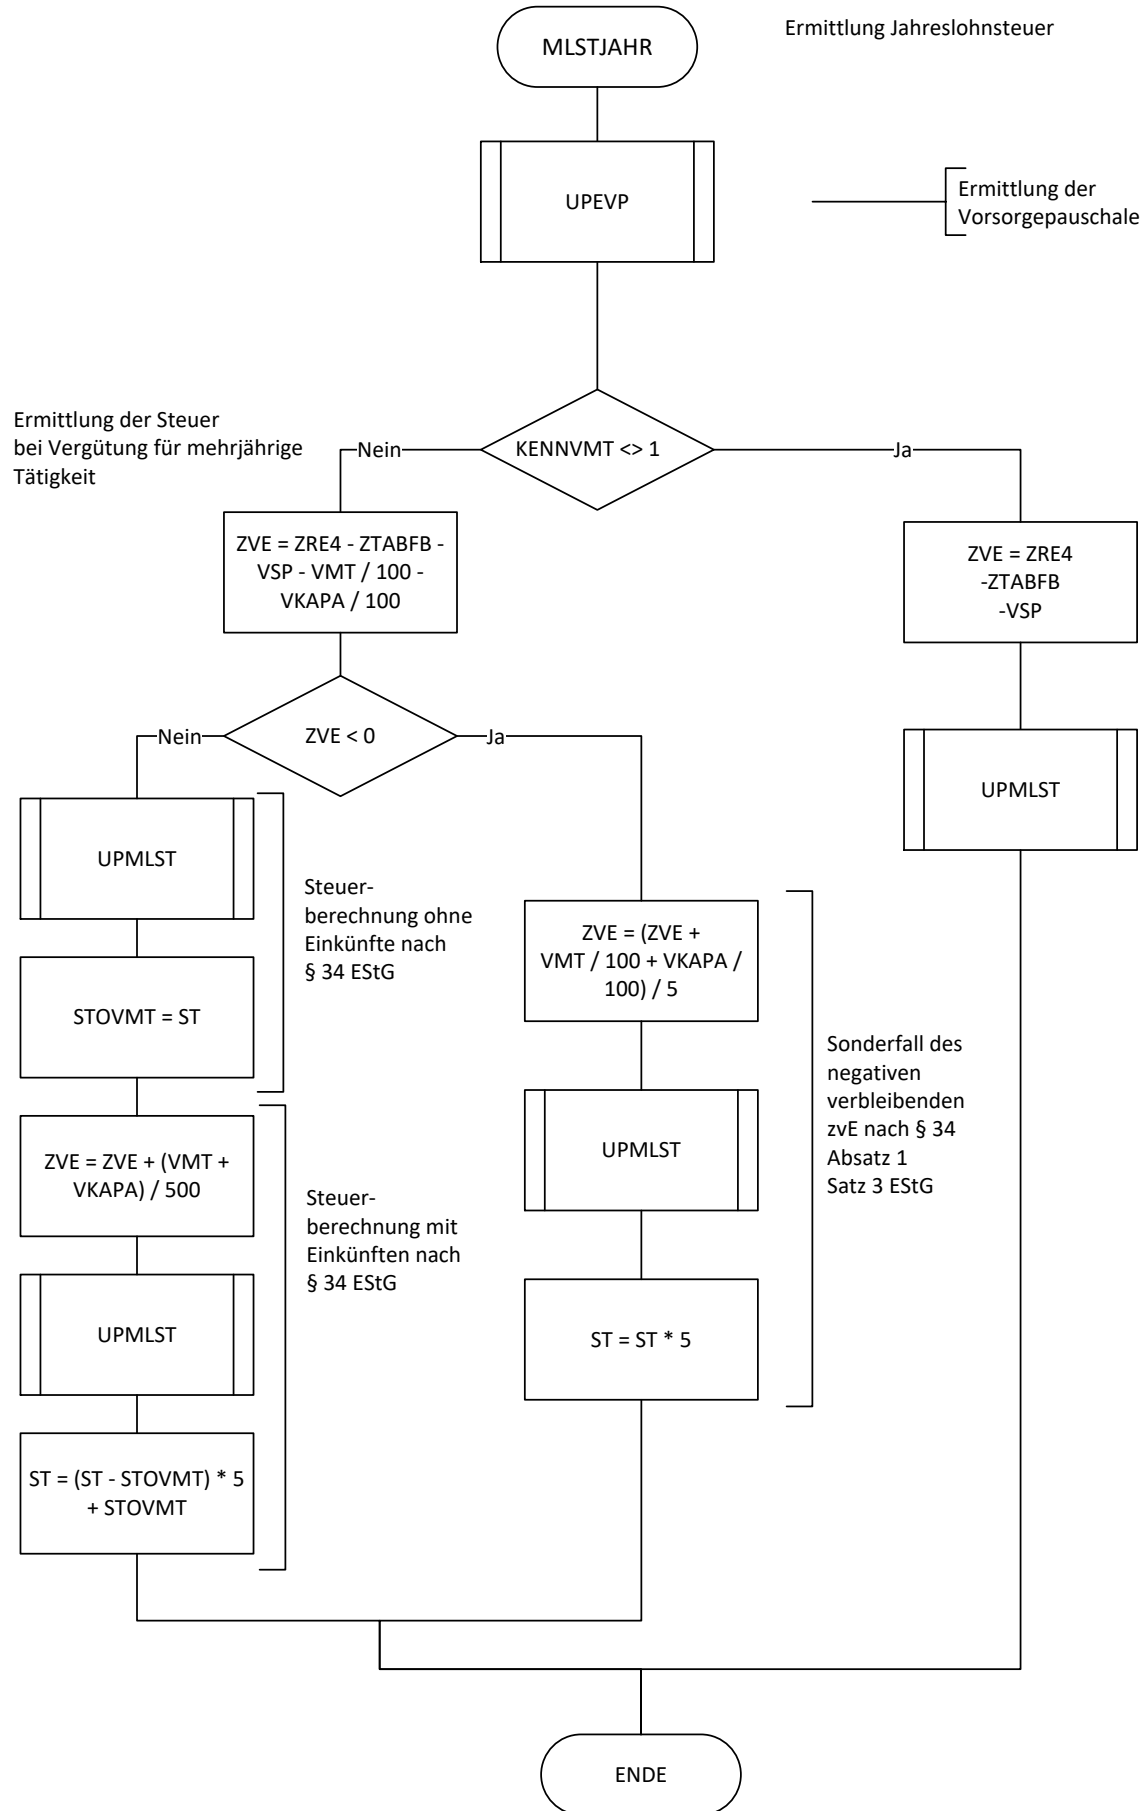 MLSTJAHR
Ermittlung Jahreslohnsteuer
UPEVP
Ermittlung der
Vorsorgepauschale
Ermittlung der Steuer
bei Vergütung für mehrjährige
Tätigkeit
Nein
KENNVMT <> 1
Ja
ZVE = ZRE4 - ZTABFB -
VSP - VMT / 100 -
VKAPA / 100
ZVE = ZRE4
-ZTABFB
-VSP
Nein
ZVE < 0
Ja
UPMLST
UPMLST
Steuer-
berechnung ohne
Einkünfte nach
§ 34 EStG
STOVMT = ST
ZVE = (ZVE +
VMT / 100 + VKAPA /
100) / 5
Sonderfall des
negativen
verbleibenden
zvE nach § 34
Absatz 1
Satz 3 EStG
UPMLST
ZVE = ZVE + (VMT +
VKAPA) / 500
Steuer-
berechnung mit
Einkünften nach
§ 34 EStG
UPMLST
ST = ST * 5
ST = (ST - STOVMT) * 5
+ STOVMT
ENDE